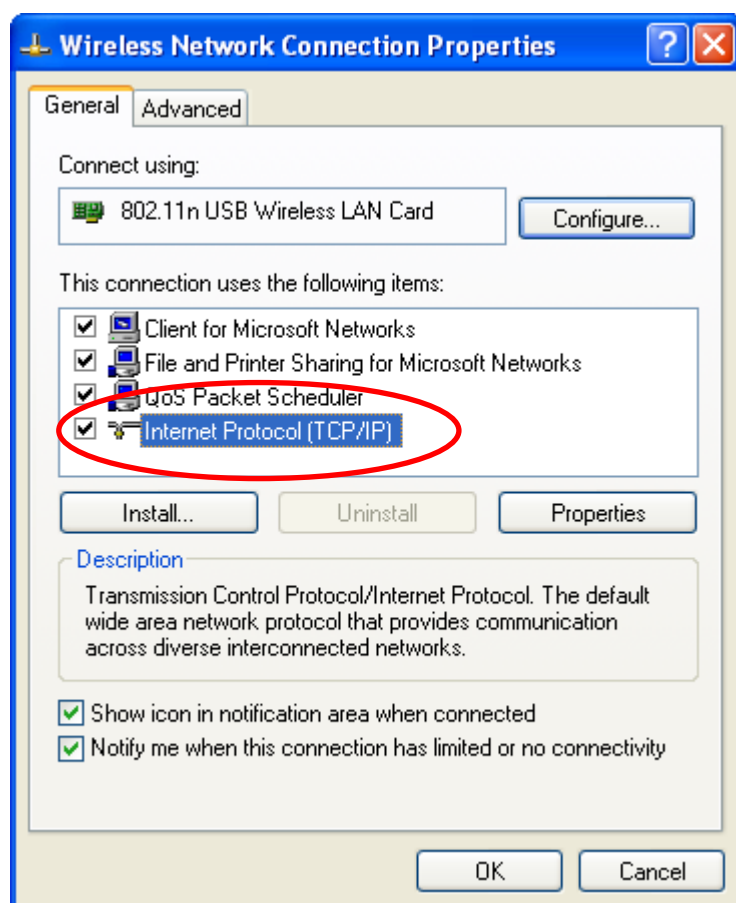 Wireless Network Connection Properties
General Advanced
Connect using:
802.11n USB Wireless LAN Card Configure...
This connection uses the following items:
Client for Microsoft Networks
File and Printer Sharing for Microsoft Networks
QoS Packet Scheduler
Internet Protocol (TCP/IP)
Install... Uninstall Properties
Description
Transmission Control Protocol/Internet Protocol. The default
wide area network protocol that provides communication
across diverse interconnected networks.
Show icon in notification area when connected
Notify me when this connection has limited or no connectivity
OK Cancel